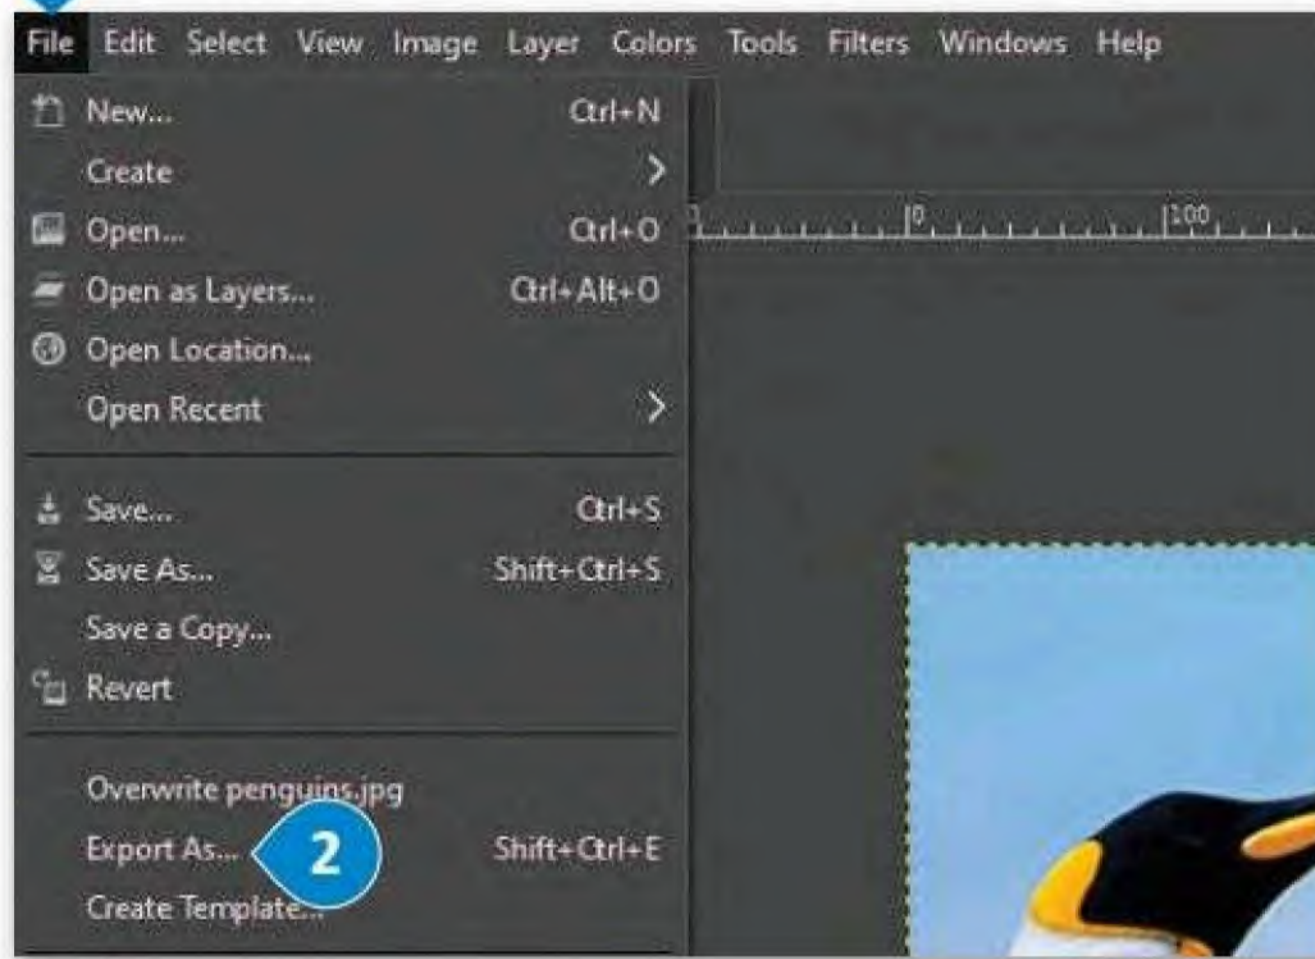 File Edit Select View Image Layer Colors Tools Filters Windows Help
New... Ctrl+N
Create
Open... Ctrl+O
0 100
Open as Layers... Ctrl+Alt+O
Open Location...
Open Recent
Save... Ctrl+S
Save As... Shift+Ctrl+S
Save a Copy...
Revert
Overwrite penguins.jpg
Export As... 2 Shift+Ctrl+E
Create Template...